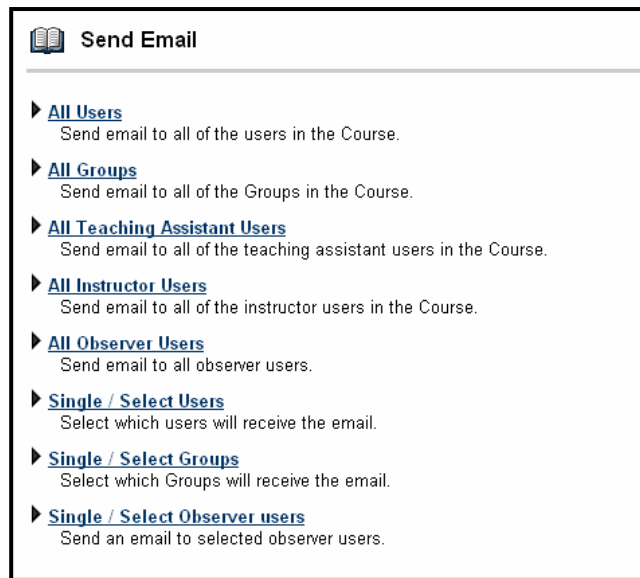 Send Email
All Users
Send email to all of the users in the Course.
All Groups
Send email to all of the Groups in the Course.
All Teaching Assistant Users
Send email to all of the teaching assistant users in the Course.
All Instructor Users
Send email to all of the instructor users in the Course.
All Observer Users
Send email to all observer users.
Single / Select Users
Select which users will receive the email.
Single / Select Groups
Select which Groups will receive the email.
Single / Select Observer users
Send an email to selected observer users.